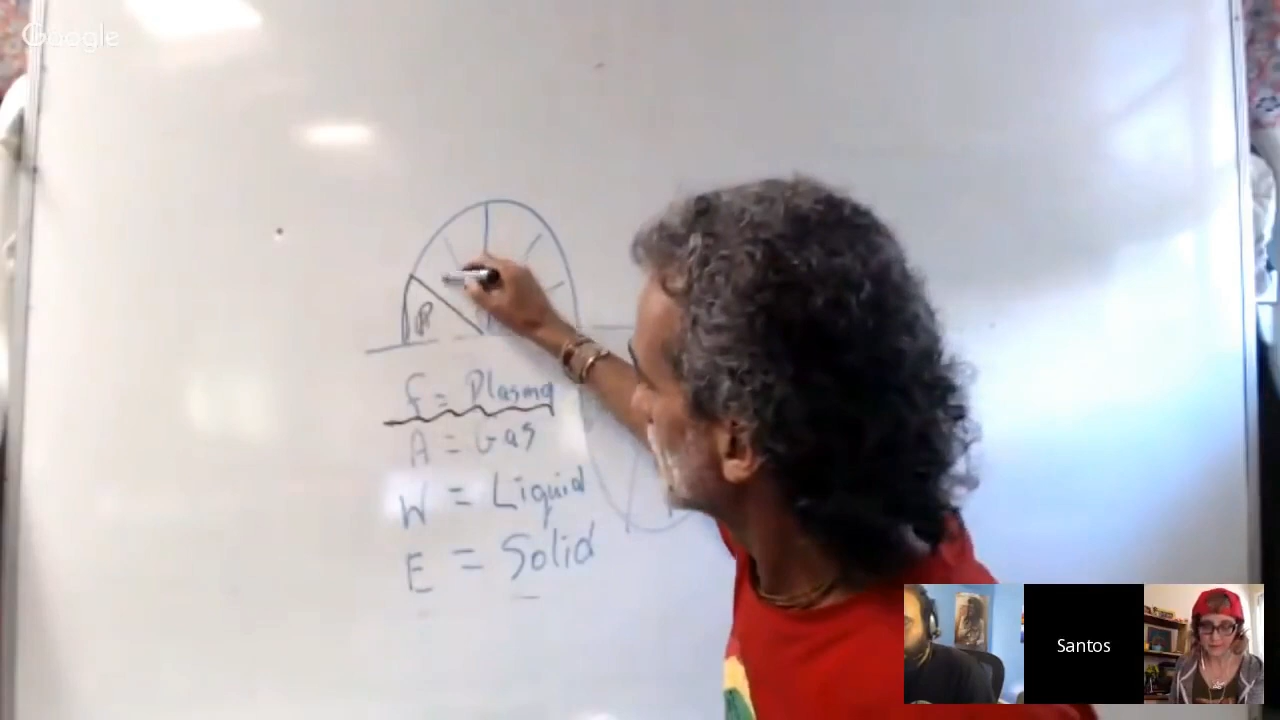 Google
R
F = Plasma
A = Gas
W = Liquid
E = Solid
Santos